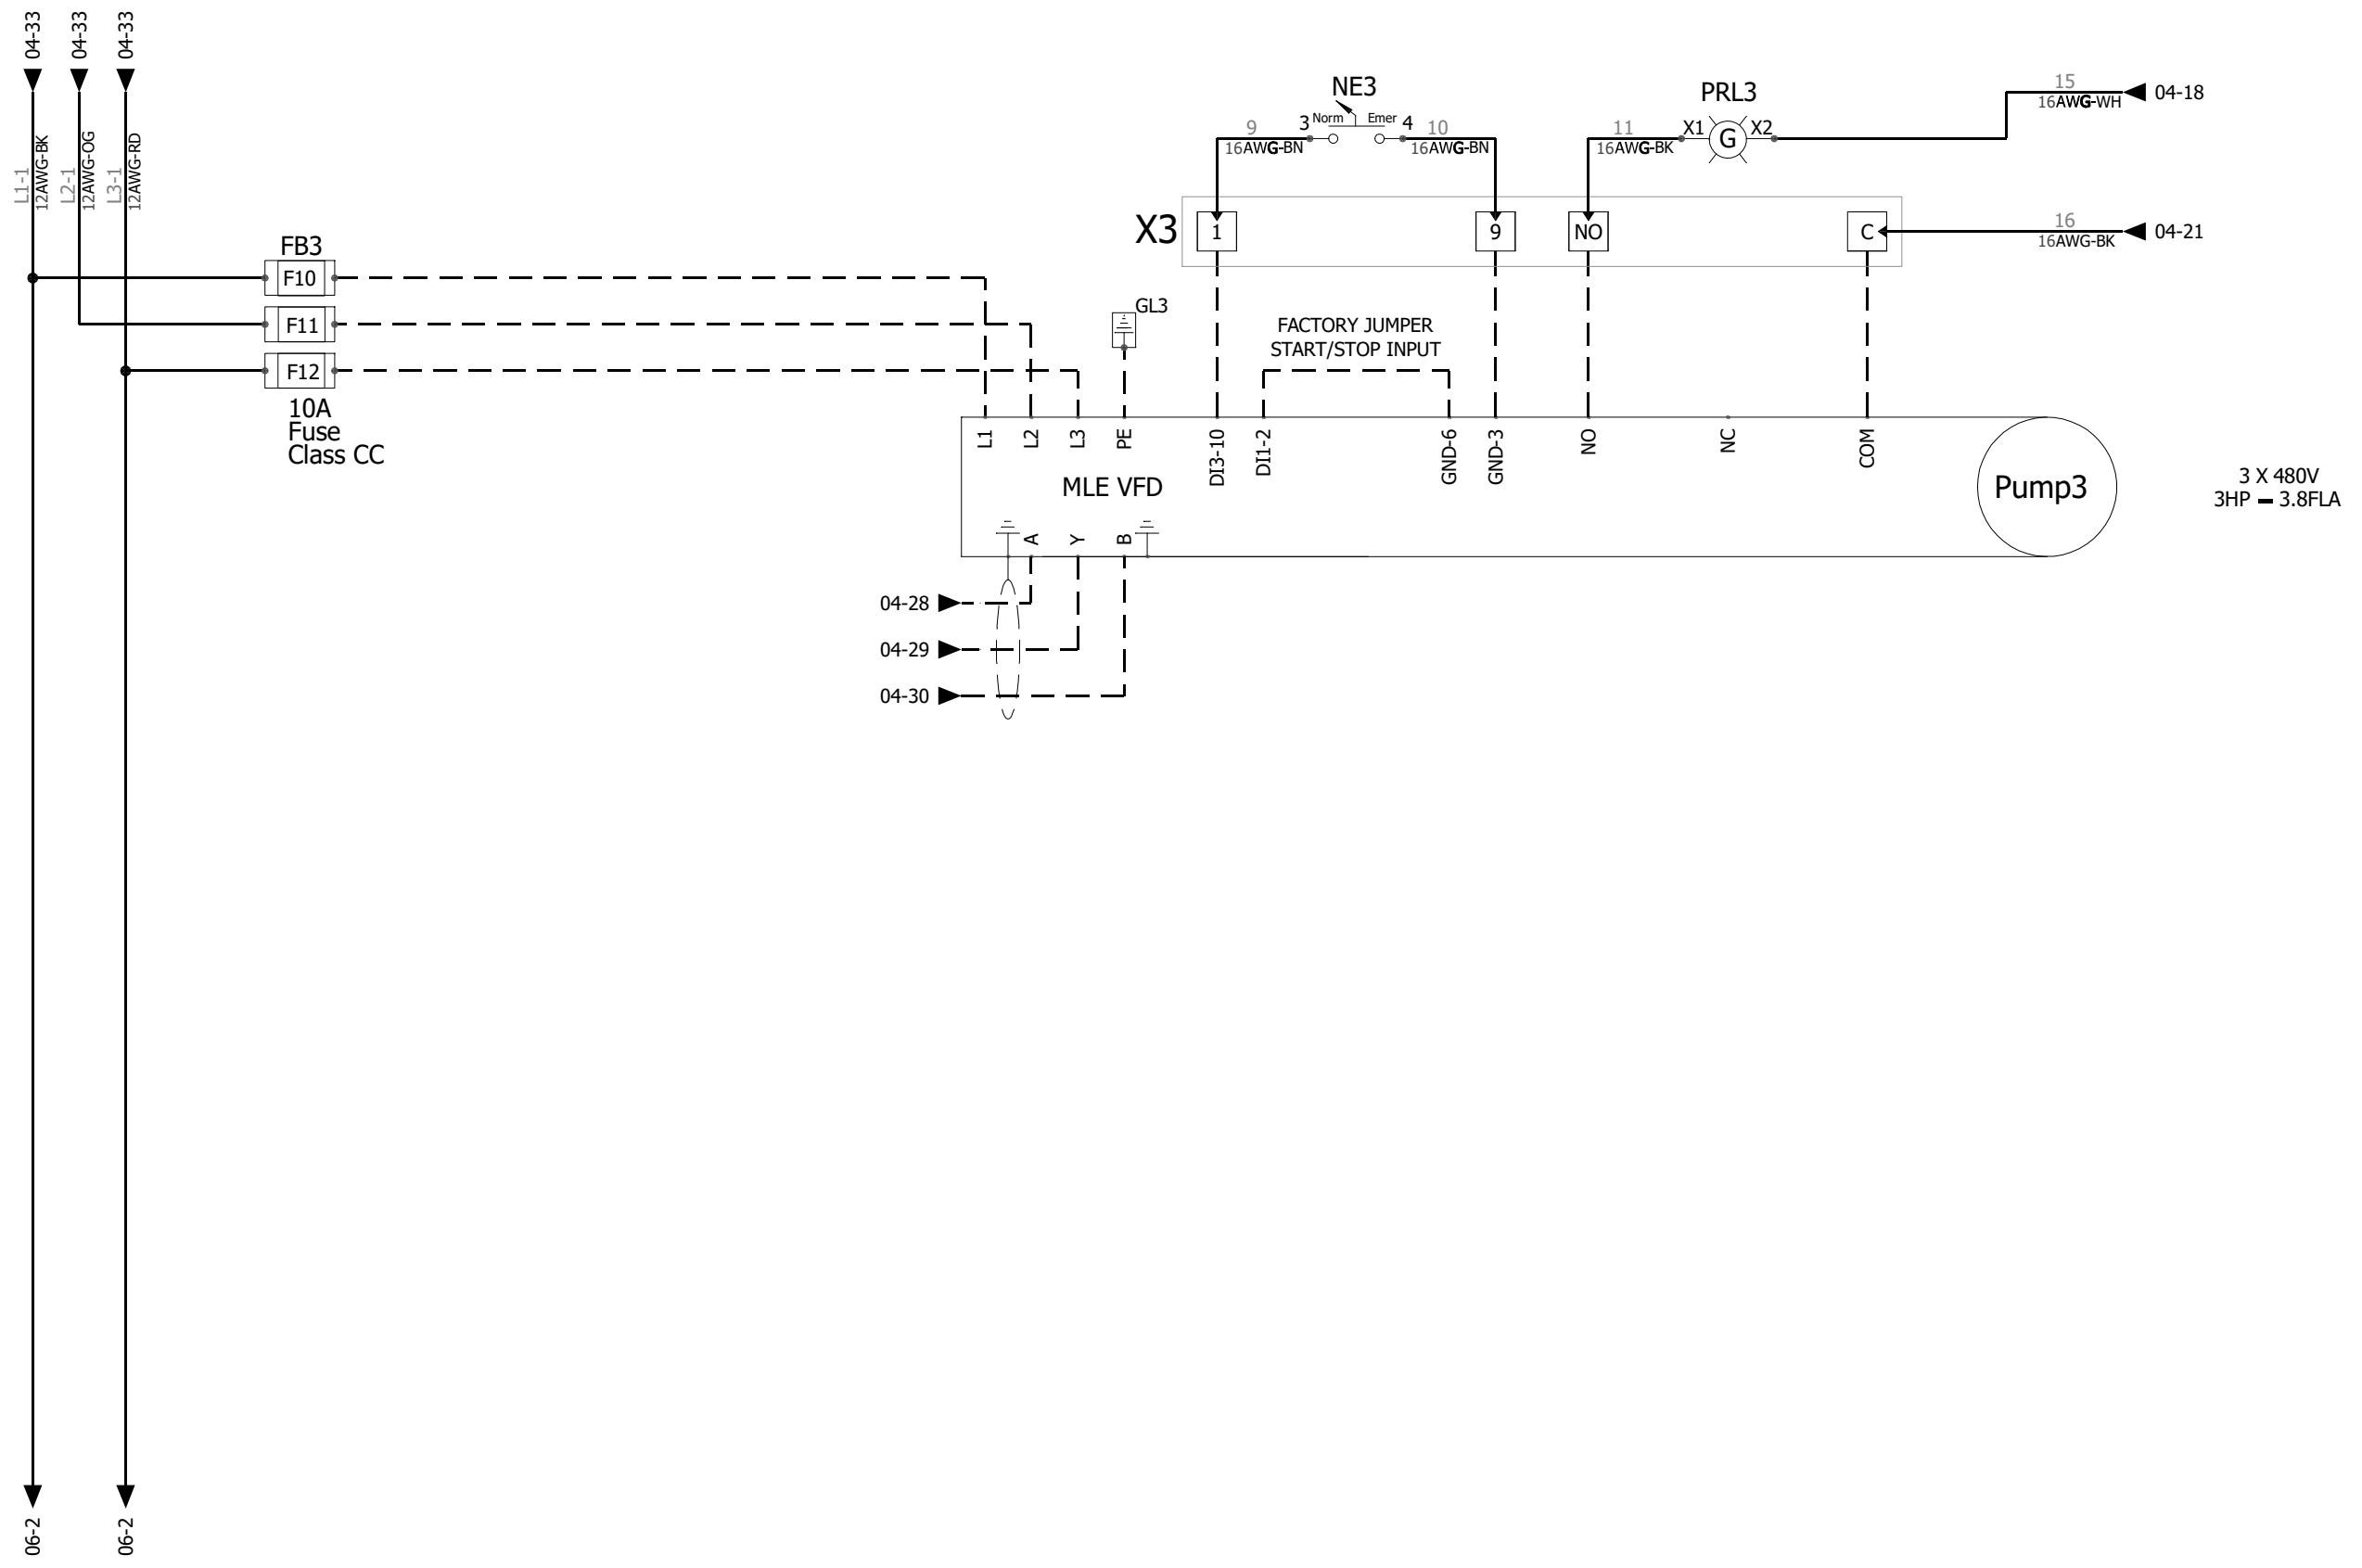 04-33
04-33
04-33
L1-1
12AWG-BK
L2-1
12AWG-OG
L3-1
12AWG-RD
NE3
3
Norm
Emer
4
9
16AWG-BN
10
16AWG-BN
PRL3
11
16AWG-BK
X1
G
X2
15
16AWG-WH
04-18
X3
1
9
NO
C
16
16AWG-BK
04-21
FB3
F10
F11
F12
10A
Fuse
Class CC
GL3
FACTORY JUMPER
START/STOP INPUT
L1
L2
L3
PE
DI3-10
DI1-2
GND-6
GND-3
NO
NC
COM
MLE VFD
Pump3
3 X 480V
3HP - 3.8FLA
A
Y
B
04-28
04-29
04-30
06-2
06-2